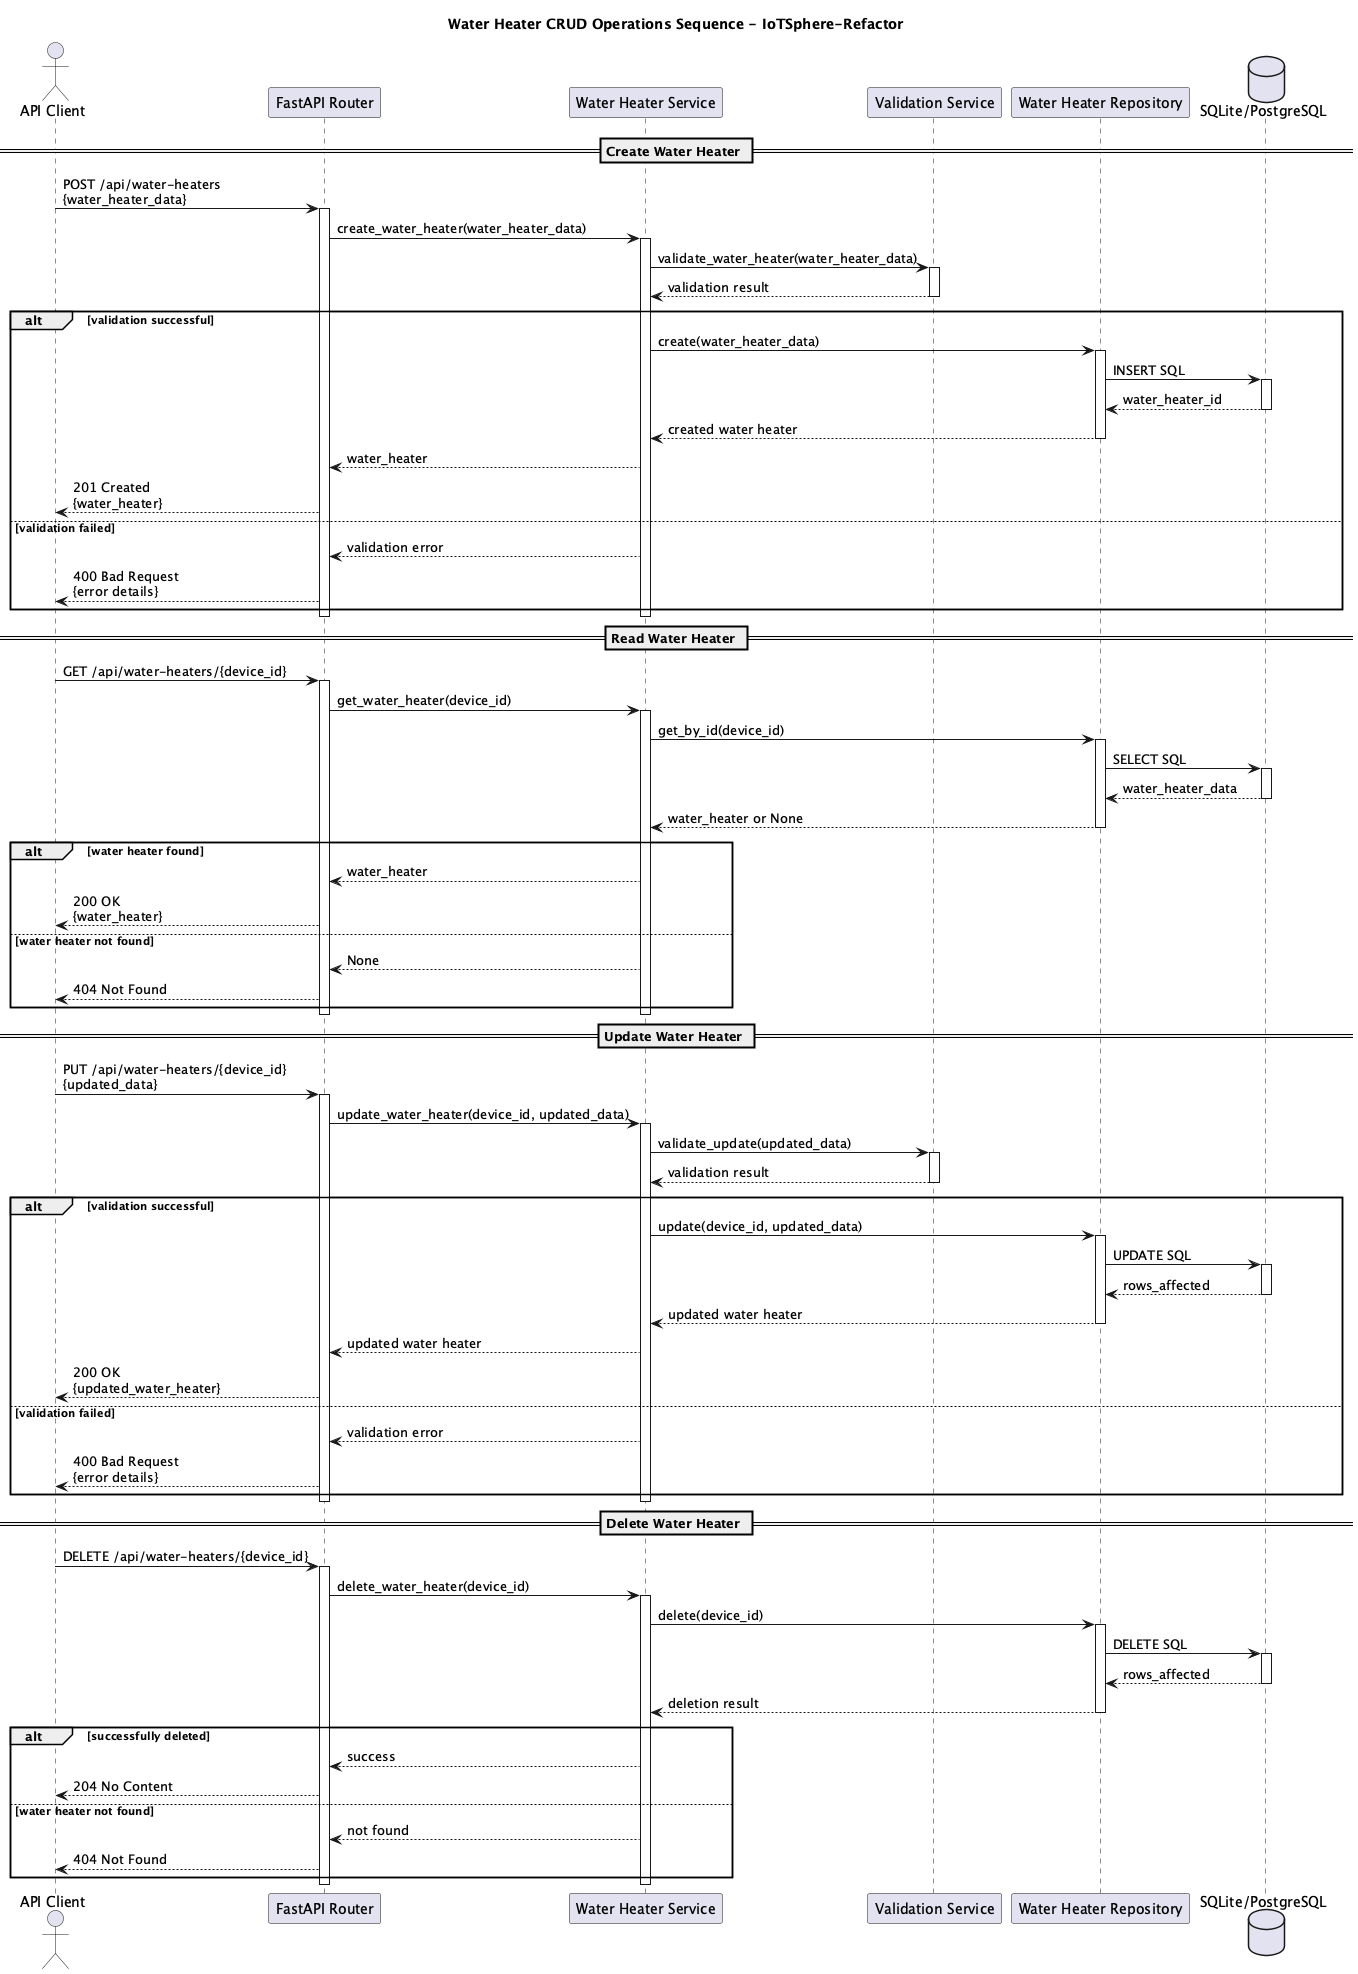 Water Heater CRUD Operations Sequence - IoTSphere-Refactor
API Client
FastAPI Router
Water Heater Service
Validation Service
Water Heater Repository
SQLite/PostgreSQL
Create Water Heater
POST /api/water-heaters
{water_heater_data}
create_water_heater(water_heater_data)
validate_water_heater(water_heater_data)
validation result
alt
[validation successful]
create(water_heater_data)
INSERT SQL
water_heater_id
created water heater
water_heater
201 Created
{water_heater}
[validation failed]
validation error
400 Bad Request
{error details}
Read Water Heater
GET /api/water-heaters/{device_id}
get_water_heater(device_id)
get_by_id(device_id)
SELECT SQL
water_heater_data
water_heater or None
alt
[water heater found]
water_heater
200 OK
{water_heater}
[water heater not found]
None
404 Not Found
Update Water Heater
PUT /api/water-heaters/{device_id}
{updated_data}
update_water_heater(device_id, updated_data)
validate_update(updated_data)
validation result
alt
[validation successful]
update(device_id, updated_data)
UPDATE SQL
rows_affected
updated water heater
updated water heater
200 OK
{updated_water_heater}
[validation failed]
validation error
400 Bad Request
{error details}
Delete Water Heater
DELETE /api/water-heaters/{device_id}
delete_water_heater(device_id)
delete(device_id)
DELETE SQL
rows_affected
deletion result
alt
[successfully deleted]
success
204 No Content
[water heater not found]
not found
404 Not Found
API Client
FastAPI Router
Water Heater Service
Validation Service
Water Heater Repository
SQLite/PostgreSQL